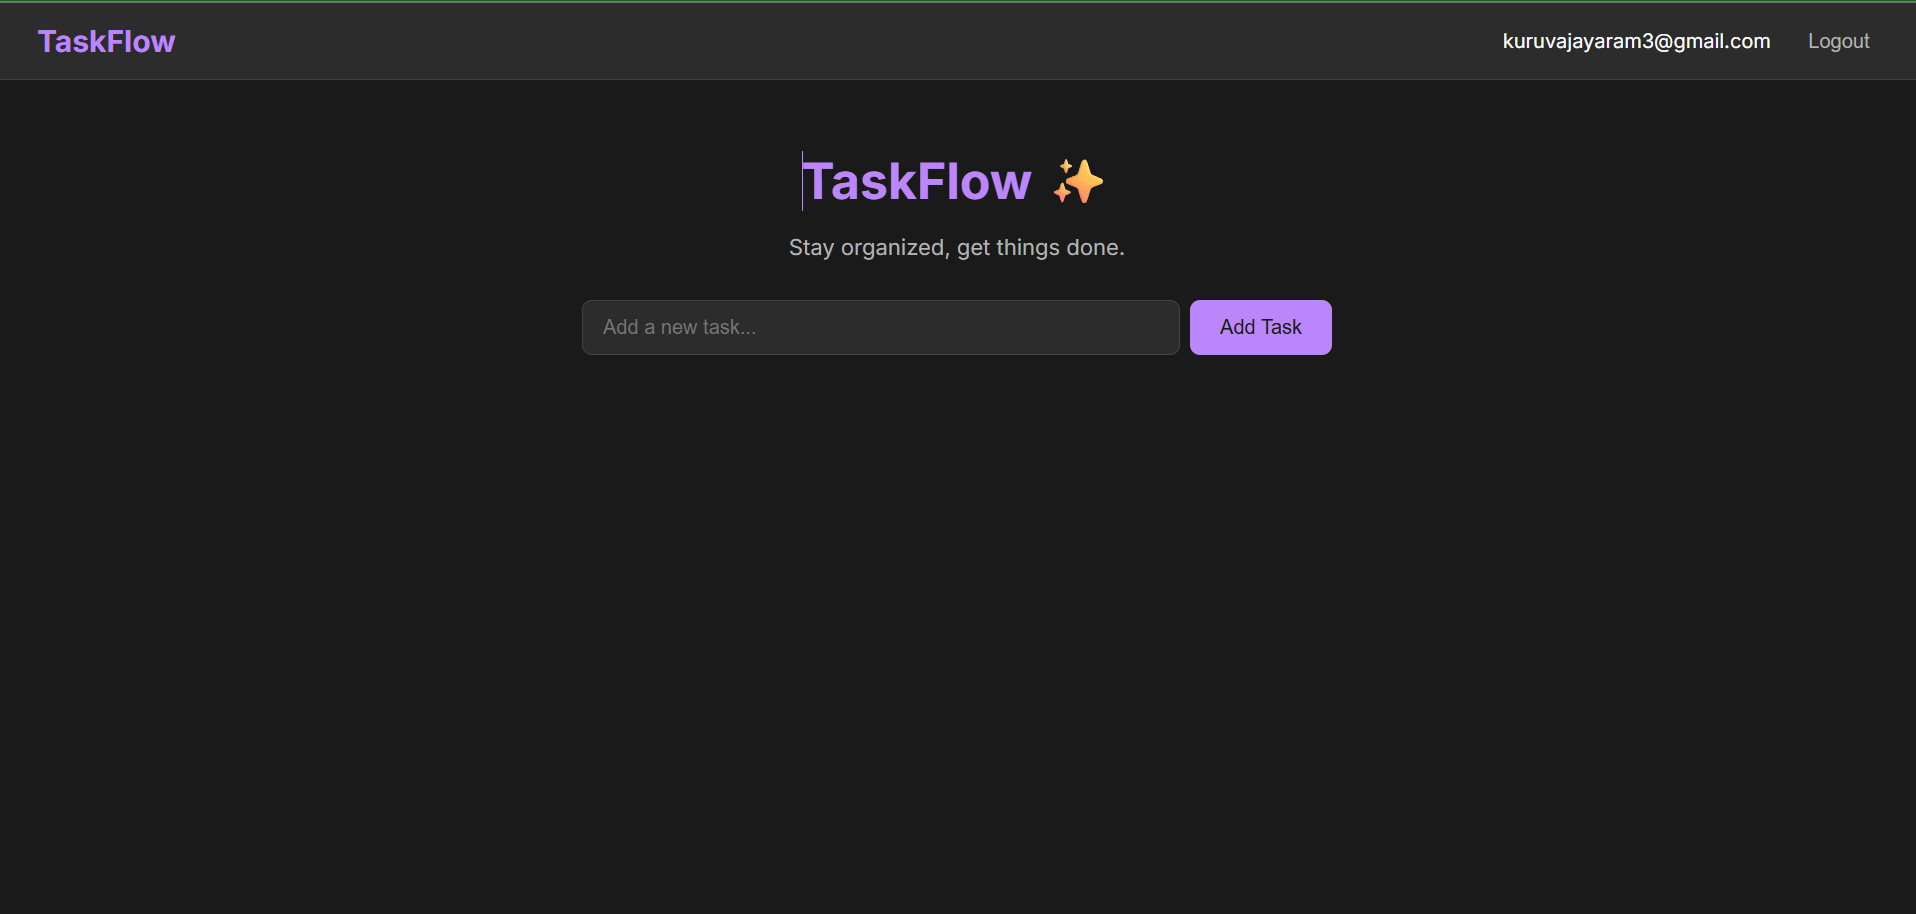 TaskFlow
kuruvajayaram3@gmail.com
Logout
TaskFlow ✨
Stay organized, get things done.
Add a new task...
Add Task